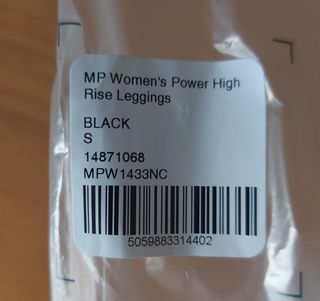 MP Women's Power High
Rise Leggings
BLACK
S
14871068
MPW1433NC
5059883314402